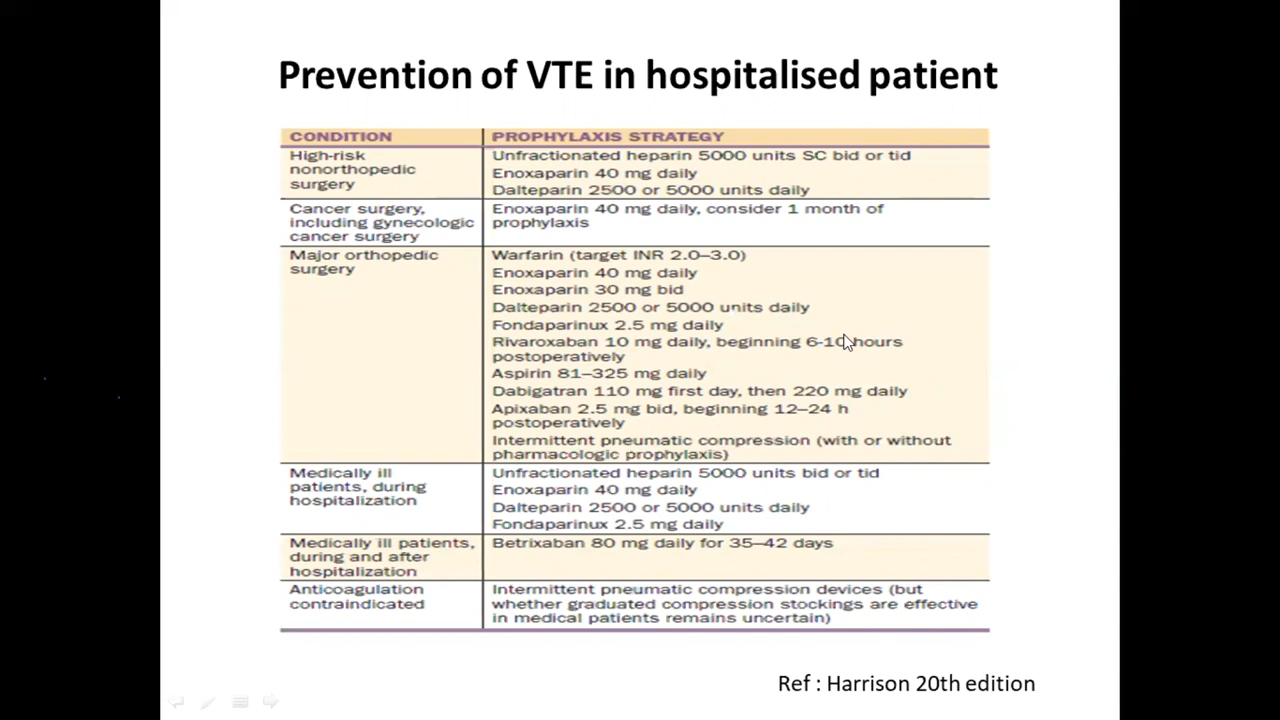 Prevention of VTE in hospitalised patient
CONDITION
PROPHYLAXIS STRATEGY
High-risk
nonorthopedic
surgery
Unfractionated heparin 5000 units SC bid or tid
Enoxaparin 40 mg daily
Dalteparin 2500 or 5000 units daily
Cancer surgery,
including gynecologic
cancer surgery
Enoxaparin 40 mg daily, consider 1 month of
prophylaxis
Major orthopedic
surgery
Warfarin (target INR 2.0–3.0)
Enoxaparin 40 mg daily
Enoxaparin 30 mg bid
Dalteparin 2500 or 5000 units daily
Fondaparinux 2.5 mg daily
Rivaroxaban 10 mg daily, beginning 6-10 hours
postoperatively
Aspirin 81–325 mg daily
Dabigatran 110 mg first day, then 220 mg daily
Apixaban 2.5 mg bid, beginning 12–24 h
postoperatively
Intermittent pneumatic compression (with or without
pharmacologic prophylaxis)
Medically ill
patients, during
hospitalization
Unfractionated heparin 5000 units bid or tid
Enoxaparin 40 mg daily
Dalteparin 2500 or 5000 units daily
Fondaparinux 2.5 mg daily
Medically ill patients,
during and after
hospitalization
Betrixaban 80 mg daily for 35–42 days
Anticoagulation
contraindicated
Intermittent pneumatic compression devices (but
whether graduated compression stockings are effective
in medical patients remains uncertain)
Ref : Harrison 20th edition